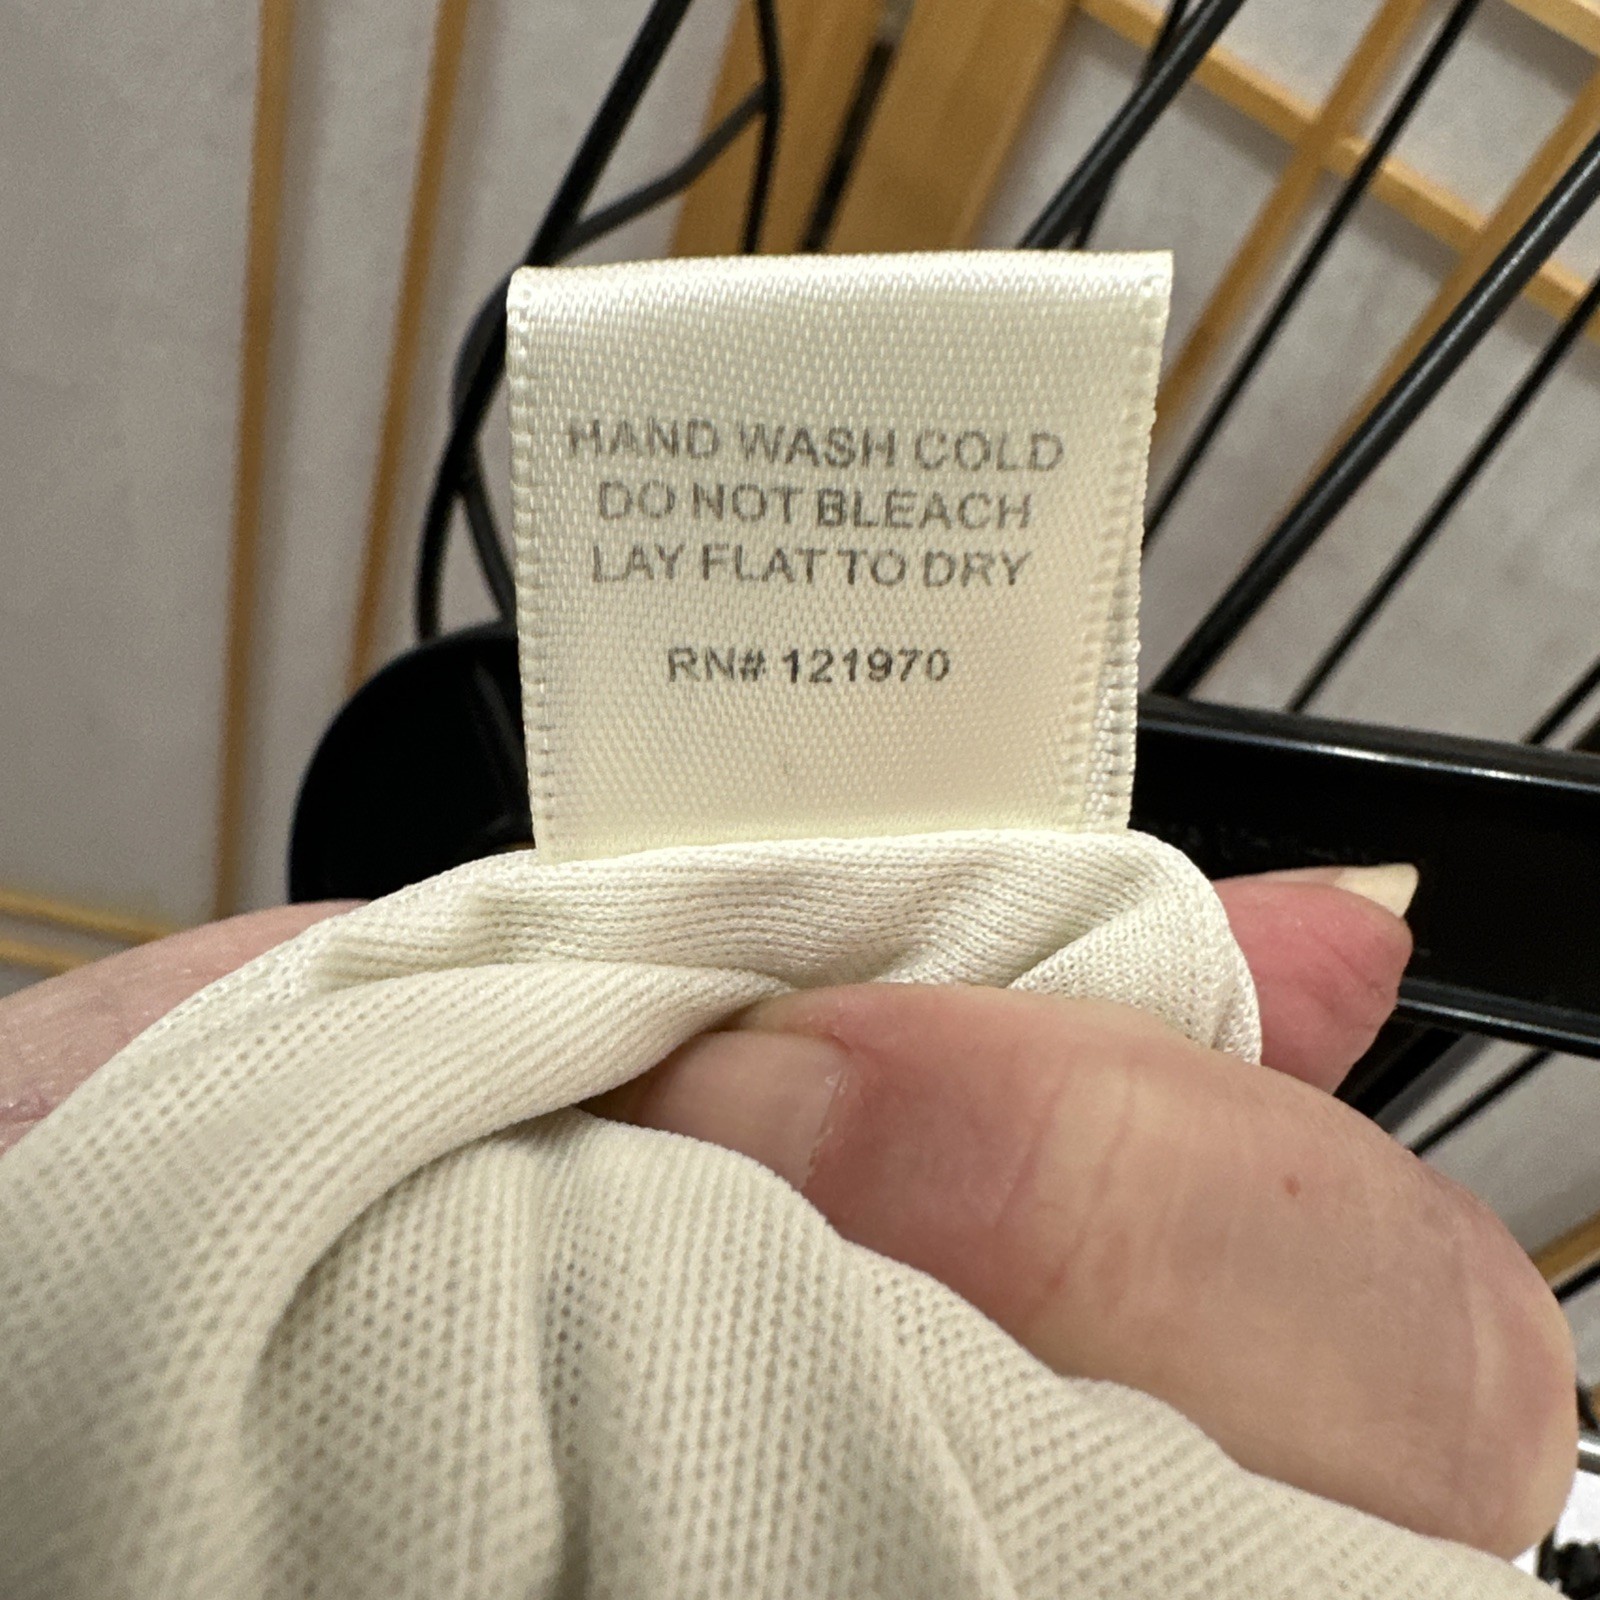 HAND WASH COLD
DO NOT BLEACH
LAY FLAT TO DRY
RN# 121970